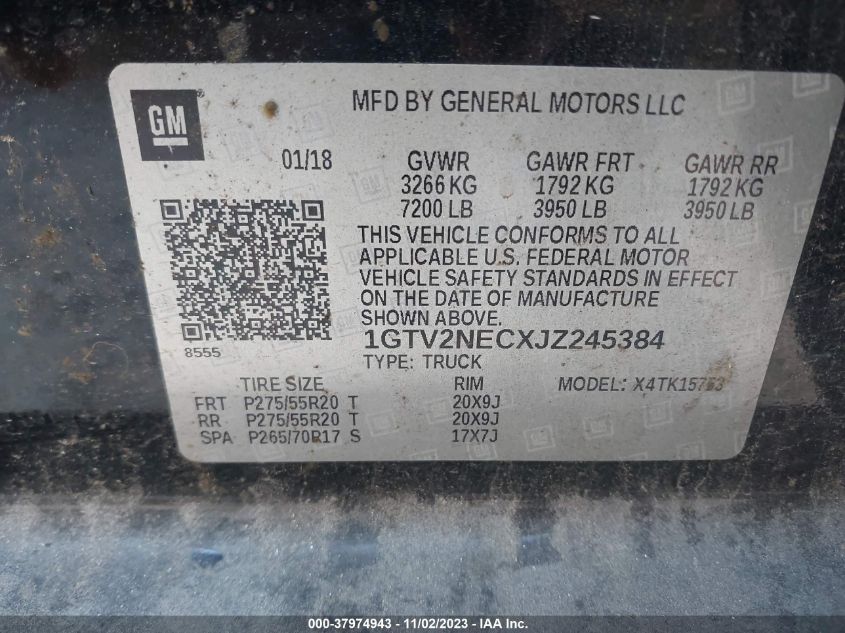 GM
MFD BY GENERAL MOTORS LLC
01/18 GVWR GAWR FRT GAWR RR
3266 KG 1792 KG 1792 KG
7200 LB 3950 LB 3950 LB
THIS VEHICLE CONFORMS TO ALL
APPLICABLE U.S. FEDERAL MOTOR
VEHICLE SAFETY STANDARDS IN EFFECT
ON THE DATE OF MANUFACTURE
SHOWN ABOVE.
8555
1GTV2NECXJZ245384
TYPE: TRUCK
TIRE SIZE RIM MODEL: X4TK15753
FRT P275/55R20 T 20X9J
RR P275/55R20 T 20X9J
SPA P265/70R17 S 17X7J
000-37974943 - 11/02/2023 - IAA Inc.